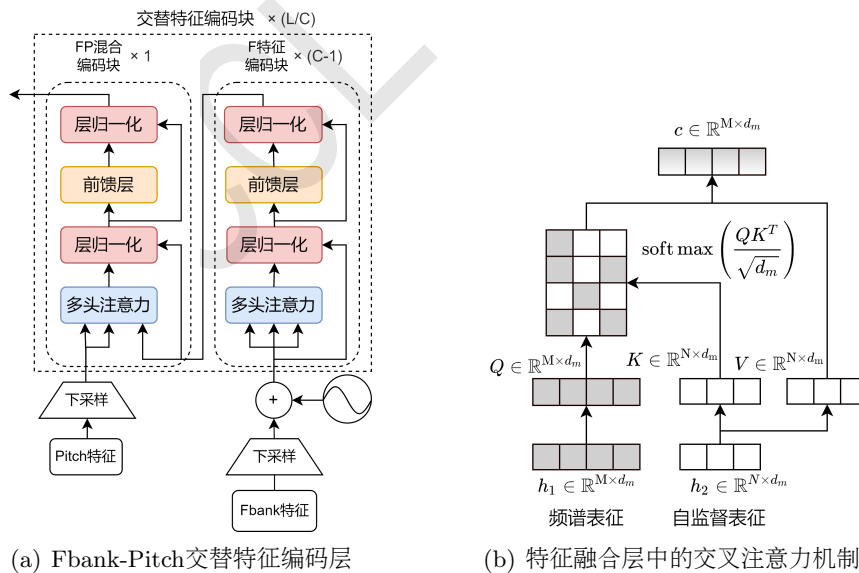 交替特征编码块 × (L/C)
FP混合
编码块 × 1
F特征
编码块 ×(C-1)
层归一化
前馈层
层归一化
多头注意力
层归一化
前馈层
层归一化
多头注意力
下采样
Pitch特征
+
下采样
Fbank特征
(a) Fbank-Pitch交替特征编码层
c ∈ ℝ^{M×d_m}
soft max (QK^T / √d_m)
Q ∈ ℝ^{M×d_m}
K ∈ ℝ^{N×d_m}
V ∈ ℝ^{N×d_m}
h_1 ∈ ℝ^{M×d_m}
h_2 ∈ ℝ^{N×d_m}
频谱表征
自监督表征
(b) 特征融合层中的交叉注意力机制